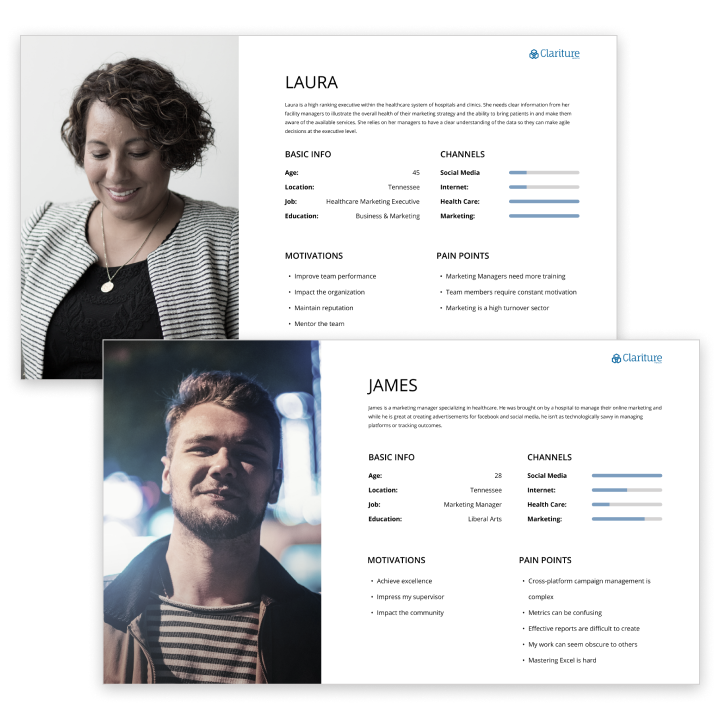 Clariture
LAURA
Laura is a high ranking executive within the healthcare system of hospitals and clinics. She needs clear information from her
facility managers to illustrate the overall health of their marketing strategy and the ability to bring patients in and make them
aware of the available services. She relies on her managers to have a clear understanding of the data so they can make agile
decisions at the executive level.
BASIC INFO
Age: 45
Location: Tennessee
Job: Healthcare Marketing Executive
Education: Business & Marketing
CHANNELS
Social Media
Internet:
Health Care:
Marketing:
MOTIVATIONS
• Improve team performance
• Impact the organization
• Maintain reputation
• Mentor the team
PAIN POINTS
• Marketing Managers need more training
• Team members require constant motivation
• Marketing is a high turnover sector
Clariture
JAMES
James is a marketing manager specializing in healthcare. He was brought on by a hospital to manage their online marketing and
while he is great at creating advertisements for facebook and social media, he isn't as technologically savvy in managing
platforms or tracking outcomes.
BASIC INFO
Age: 28
Location: Tennessee
Job: Marketing Manager
Education: Liberal Arts
CHANNELS
Social Media
Internet:
Health Care:
Marketing:
MOTIVATIONS
• Achieve excellence
• Impress my supervisor
• Impact the community
PAIN POINTS
• Cross-platform campaign management is
complex
• Metrics can be confusing
• Effective reports are difficult to create
• My work can seem obscure to others
• Mastering Excel is hard